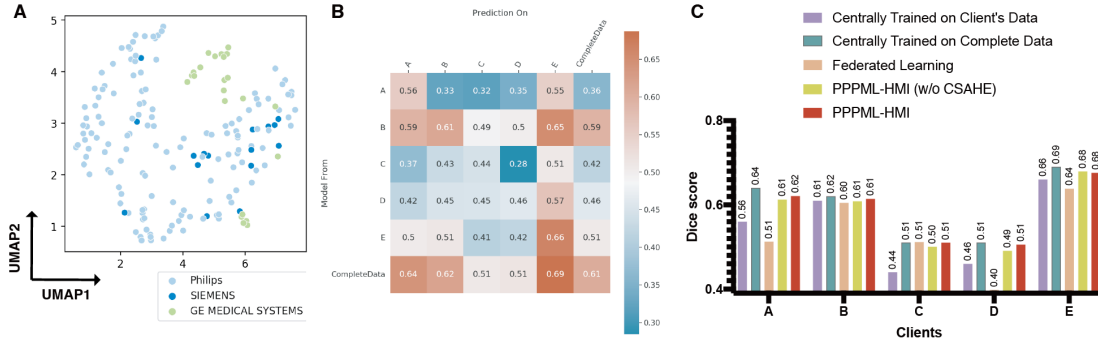 A
5
4
3
2
1
2
4
6
UMAP2
UMAP1
Philips
SIEMENS
GE MEDICAL SYSTEMS
B
Prediction On
A B C D E CompleteData
Model From
A 0.56 0.33 0.32 0.35 0.55 0.36
B 0.59 0.61 0.49 0.5 0.65 0.59
C 0.37 0.43 0.44 0.28 0.51 0.42
D 0.42 0.45 0.45 0.46 0.57 0.46
E 0.5 0.51 0.41 0.42 0.66 0.51
CompleteData 0.64 0.62 0.51 0.51 0.69 0.61
0.65
0.60
0.55
0.50
0.45
0.40
0.35
0.30
C
Centrally Trained on Client's Data
Centrally Trained on Complete Data
Federated Learning
PPPML-HMI (w/o CSAHE)
PPPML-HMI
Dice score
0.8
0.6
0.4
0.56 0.64 0.51 0.61 0.62
0.61 0.62 0.60 0.61 0.61
0.44 0.51 0.51 0.50 0.51
0.46 0.51 0.40 0.49 0.51
0.66 0.69 0.64 0.68 0.68
A B C D E
Clients